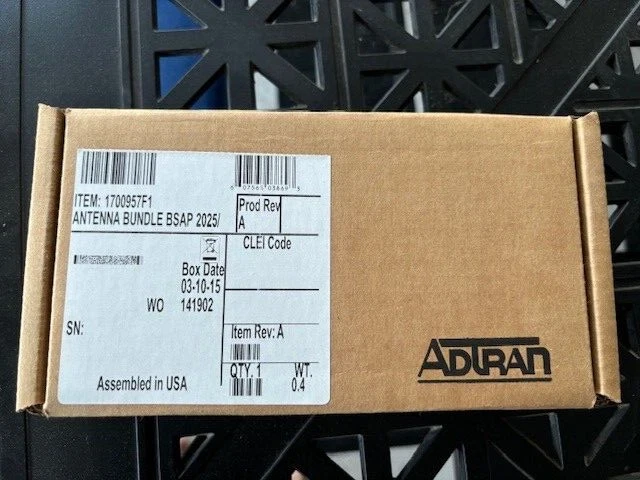 ITEM: 1700957F1
ANTENNA BUNDLE BSAP 2025/
Prod Rev
A
CLEI Code
Box Date
03-10-15
WO 141902
SN:
Item Rev: A
QTY. 1
WT.
0.4
Assembled in USA
ADTRAN